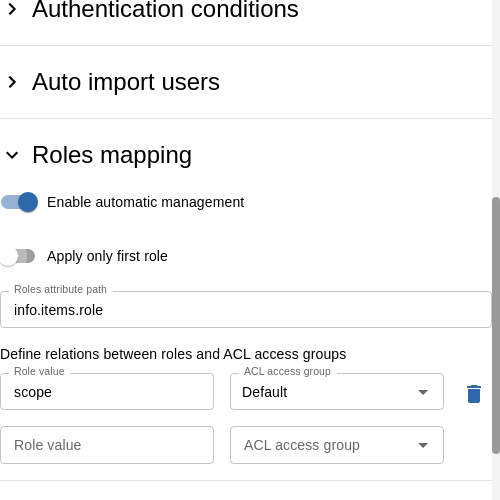 Authentication conditions
Auto import users
Roles mapping
Enable automatic management
Apply only first role
Roles attribute path
info.items.role
Define relations between roles and ACL access groups
Role value ACL access group
scope Default
Role value ACL access group